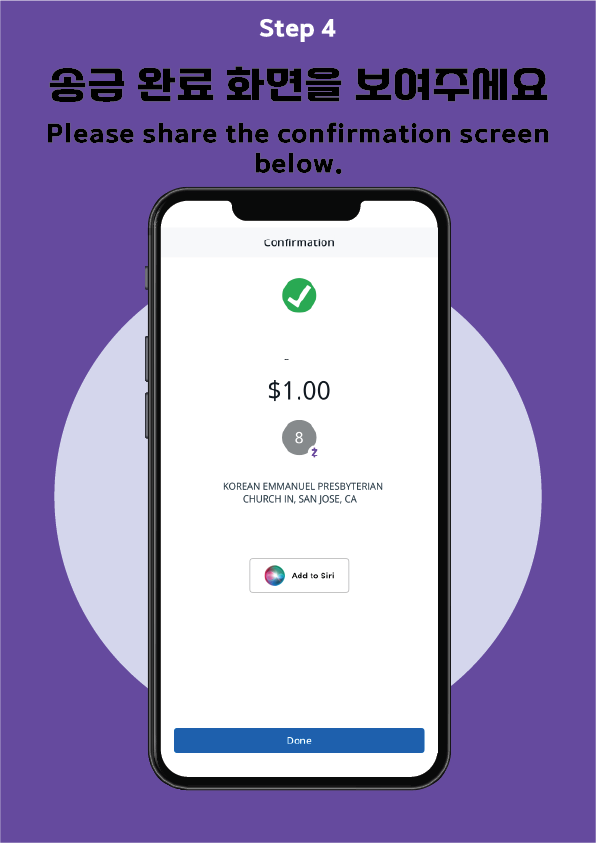 Step 4
송금 완료 화면을 보여주세요
Please share the confirmation screen
below.
Confirmation
-
$1.00
8
KOREAN EMMANUEL PRESBYTERIAN
CHURCH IN, SAN JOSE, CA
Add to Siri
Done